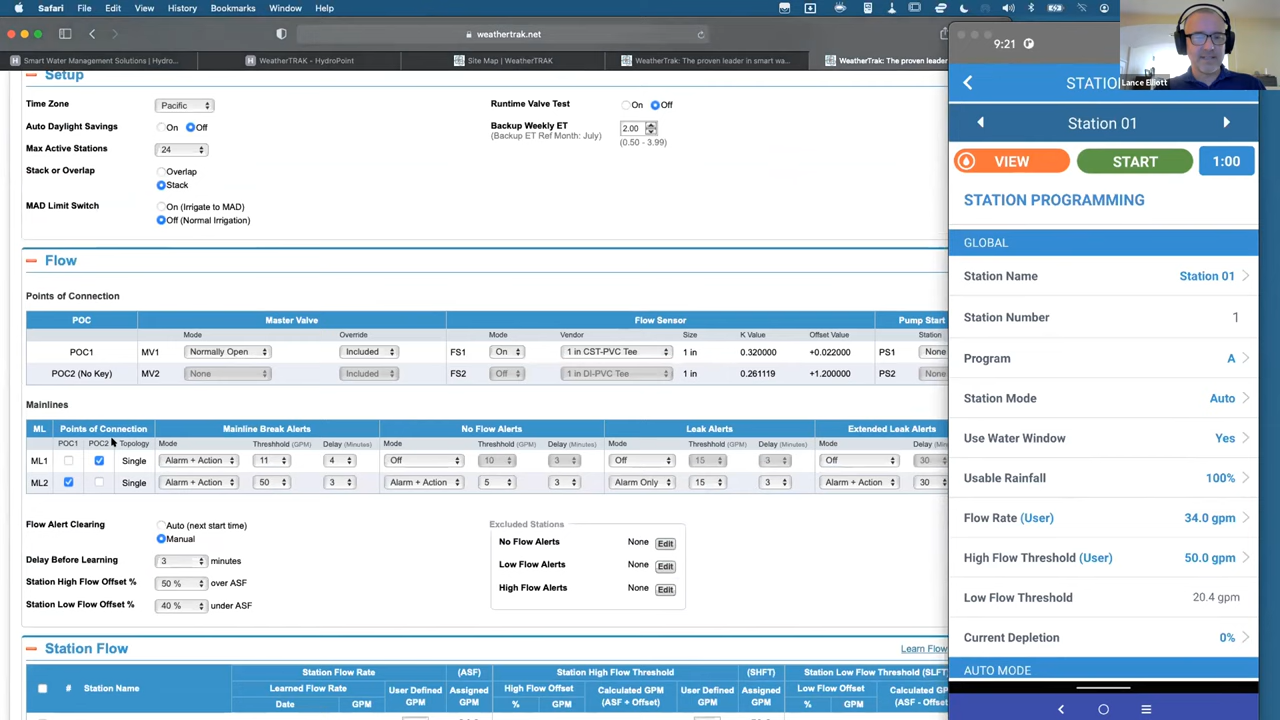 Safari File Edit View History Bookmarks Window Help
weathertrak.net
Smart Water Management Solutions | Hydro... WeatherTRAK - HydroPoint Site Map | WeatherTRAK WeatherTrak: The proven leader in smart wa... WeatherTrak: The proven leader
Setup
Time Zone Pacific Runtime Valve Test On Off
Auto Daylight Savings On Off Backup Weekly ET 2.00
(Backup ET Ref Month: July) (0.50 - 3.99)
Max Active Stations 24
Stack or Overlap Overlap
Stack
MAD Limit Switch On (Irrigate to MAD)
Off (Normal Irrigation)
Flow
Points of Connection
POC Master Valve Flow Sensor Pump Start
Mode Override Mode Vendor Size K Value Offset Value Station
POC1 MV1 Normally Open Included FS1 On 1 in CST-PVC Tee 1 in 0.320000 +0.022000 PS1 None
POC2 (No Key) MV2 None Included FS2 Off 1 in DI-PVC Tee 1 in 0.261119 +1.200000 PS2 None
Mainlines
ML Points of Connection Mainline Break Alerts No Flow Alerts Leak Alerts Extended Leak Alerts
POC1 POC2 Topology Mode Threshhold (GPM) Delay (Minutes) Mode Threshhold (GPM) Delay (Minutes) Mode Threshhold (GPM) Delay (Minutes) Mode Delay (Minutes)
ML1 Single Alarm + Action 11 4 Off 10 3 Off 15 3 Off 30
ML2 Single Alarm + Action 50 3 Alarm + Action 5 3 Alarm Only 15 3 Alarm + Action 30
Flow Alert Clearing Auto (next start time)
Manual
Delay Before Learning 3 minutes
Station High Flow Offset % 50 % over ASF
Station Low Flow Offset % 40 % under ASF
Excluded Stations
No Flow Alerts None Edit
Low Flow Alerts None Edit
High Flow Alerts None Edit
Station Flow Learn Flow
# Station Name Station Flow Rate (ASF) Station High Flow Threshold (SHFT) Station Low Flow Threshold (SLFT)
Learned Flow Rate User Defined Assigned High Flow Offset Calculated GPM User Defined Assigned Low Flow Offset Calculated GPM
Date GPM GPM GPM % GPM (ASF + Offset) GPM GPM % GPM (ASF - Offset)
9:21
Lance Elliott
STATION
Station 01
VIEW START 1:00
STATION PROGRAMMING
GLOBAL
Station Name Station 01
Station Number 1
Program A
Station Mode Auto
Use Water Window Yes
Usable Rainfall 100%
Flow Rate (User) 34.0 gpm
High Flow Threshold (User) 50.0 gpm
Low Flow Threshold 20.4 gpm
Current Depletion 0%
AUTO MODE